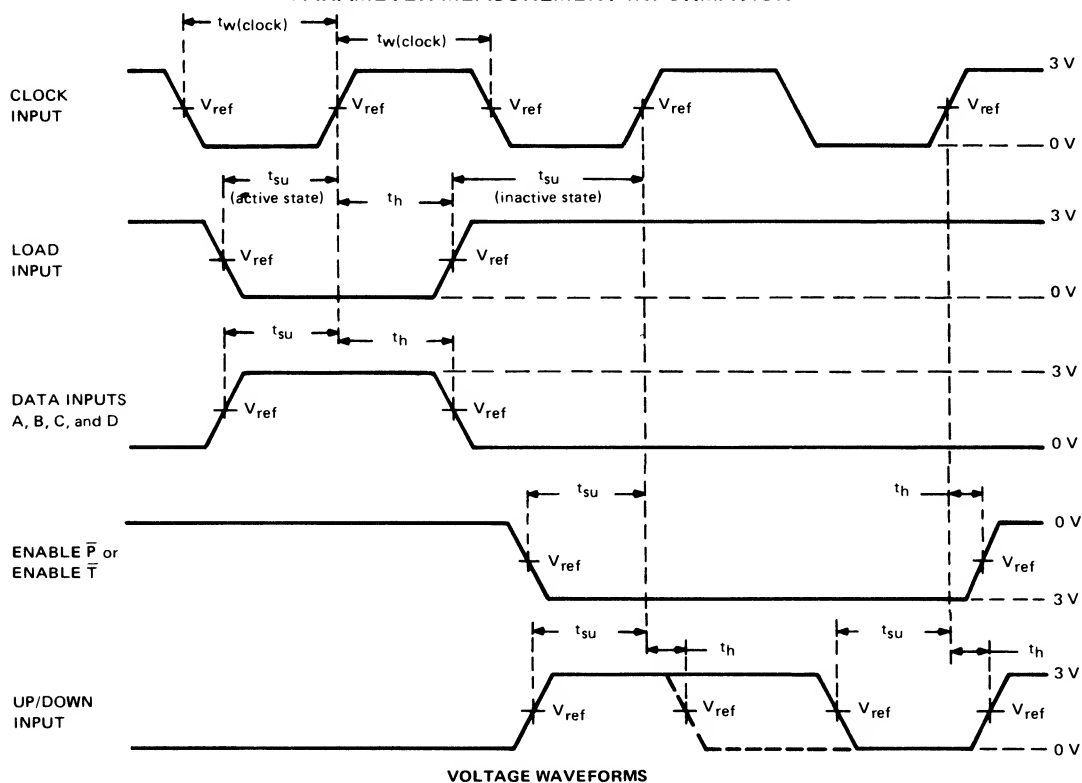 tw(clock)
tw(clock)
CLOCK
INPUT
Vref
Vref
Vref
Vref
Vref
3 V
0 V
tsu
(active state)
th
tsu
(inactive state)
LOAD
INPUT
Vref
Vref
3 V
0 V
tsu
th
DATA INPUTS
A, B, C, and D
Vref
Vref
3 V
0 V
tsu
th
ENABLE P̅ or
ENABLE T̅
Vref
Vref
0 V
3 V
tsu
th
tsu
th
UP/DOWN
INPUT
Vref
Vref
Vref
Vref
3 V
0 V
VOLTAGE WAVEFORMS